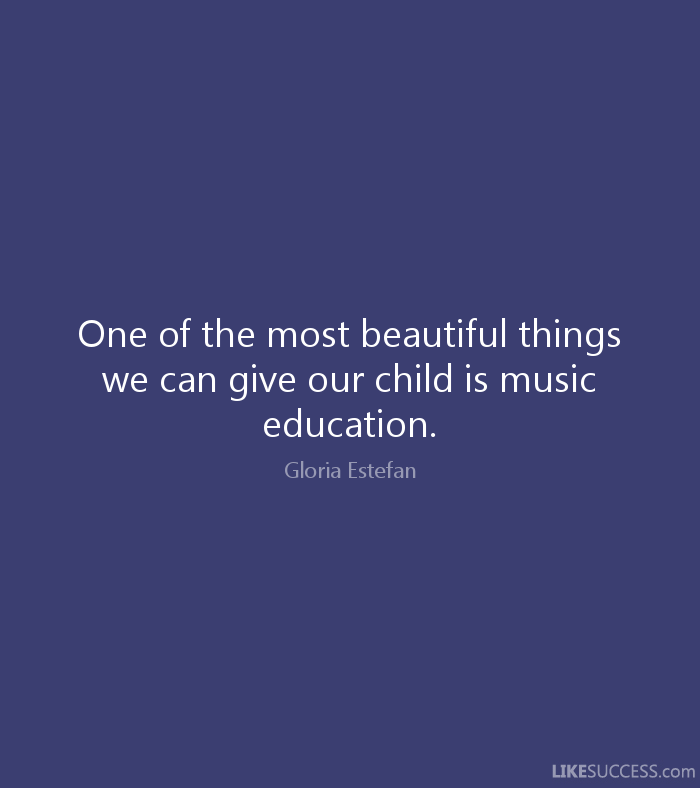 One of the most beautiful things
we can give our child is music
education.
Gloria Estefan
LIKESUCCESS.com